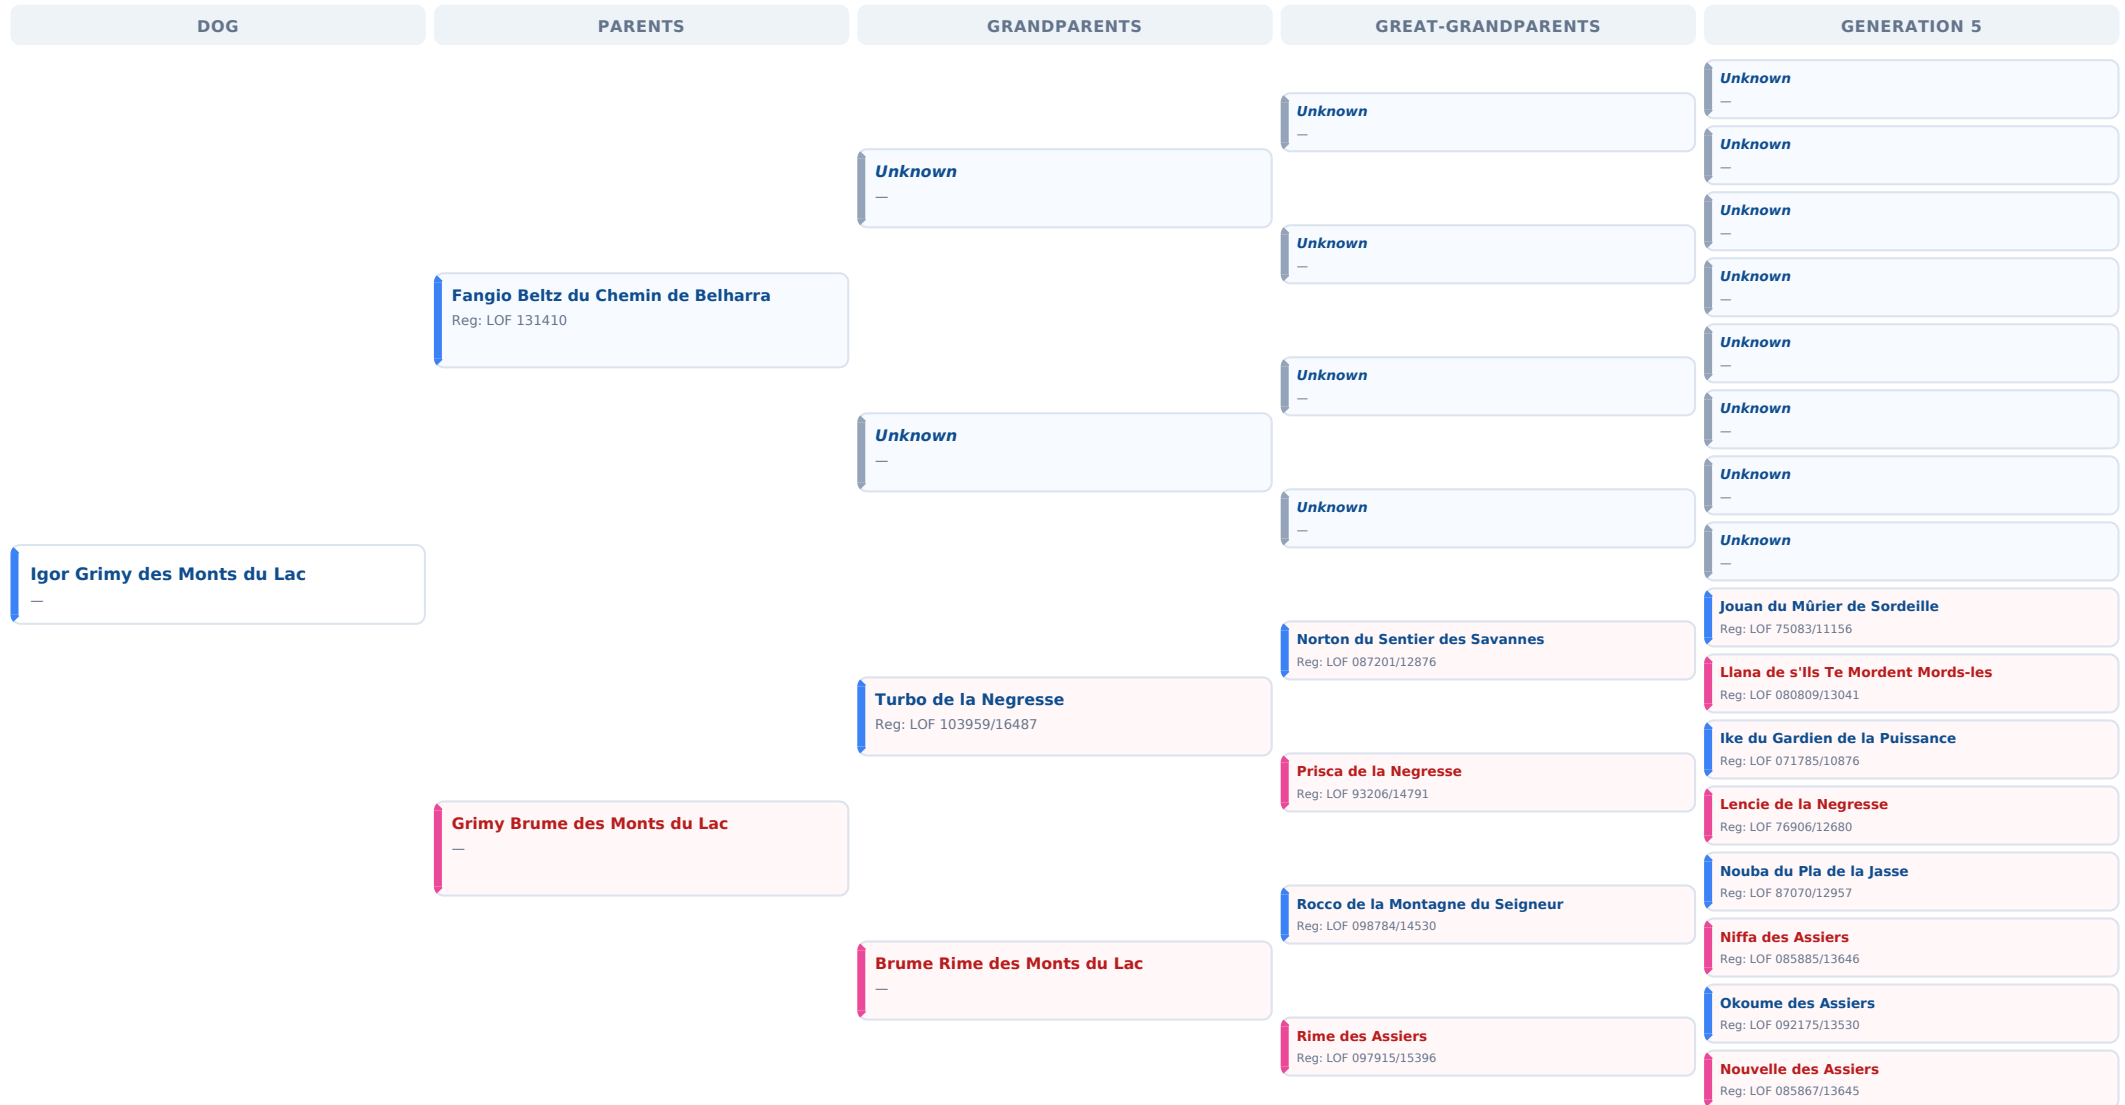 DOG
PARENTS
GRANDPARENTS
GREAT-GRANDPARENTS
GENERATION 5
Igor Grimy des Monts du Lac
—
Fangio Beltz du Chemin de Belharra
Reg: LOF 131410
Grimy Brume des Monts du Lac
—
Unknown
—
Unknown
—
Turbo de la Negresse
Reg: LOF 103959/16487
Brume Rime des Monts du Lac
—
Unknown
—
Unknown
—
Unknown
—
Unknown
—
Norton du Sentier des Savannes
Reg: LOF 087201/12876
Prisca de la Negresse
Reg: LOF 93206/14791
Rocco de la Montagne du Seigneur
Reg: LOF 098784/14530
Rime des Assiers
Reg: LOF 097915/15396
Unknown
—
Unknown
—
Unknown
—
Unknown
—
Unknown
—
Unknown
—
Unknown
—
Unknown
—
Jouan du Mûrier de Sordeille
Reg: LOF 75083/11156
Llana de s'Ils Te Mordent Mords-les
Reg: LOF 080809/13041
Ike du Gardien de la Puissance
Reg: LOF 071785/10876
Lencie de la Negresse
Reg: LOF 76906/12680
Nouba du Pla de la Jasse
Reg: LOF 87070/12957
Niffa des Assiers
Reg: LOF 085885/13646
Okoume des Assiers
Reg: LOF 092175/13530
Nouvelle des Assiers
Reg: LOF 085867/13645